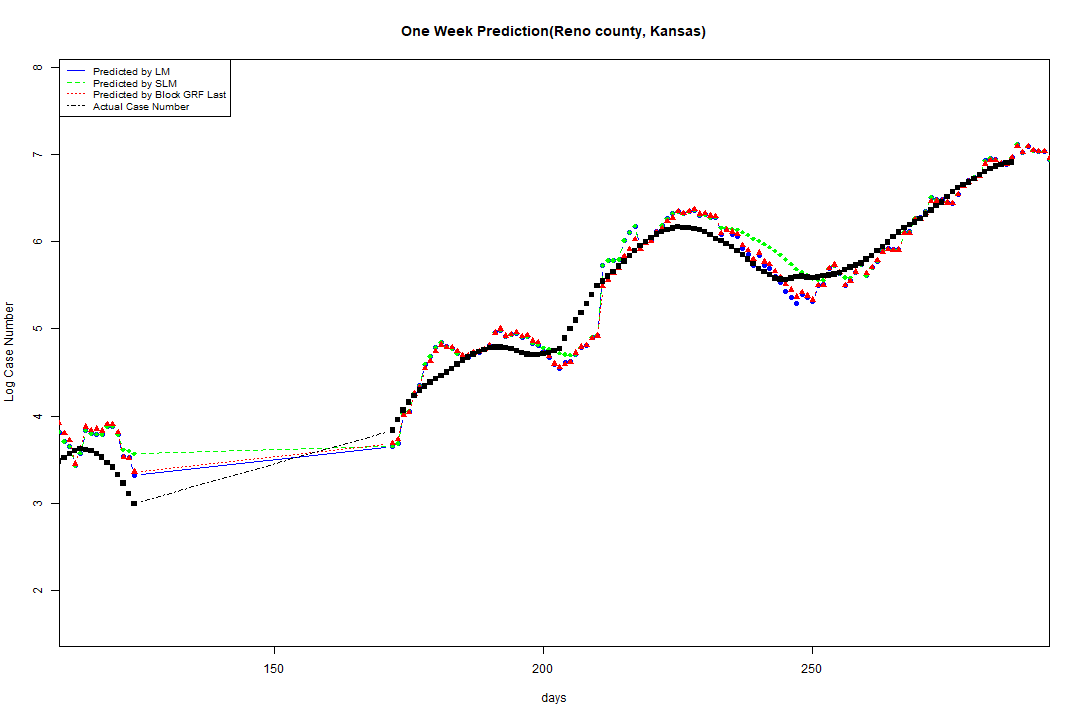 One Week Prediction(Reno county, Kansas)
Predicted by LM
Predicted by SLM
Predicted by Block GRF Last
Actual Case Number
8
7
6
5
4
3
2
Log Case Number
150
200
250
days